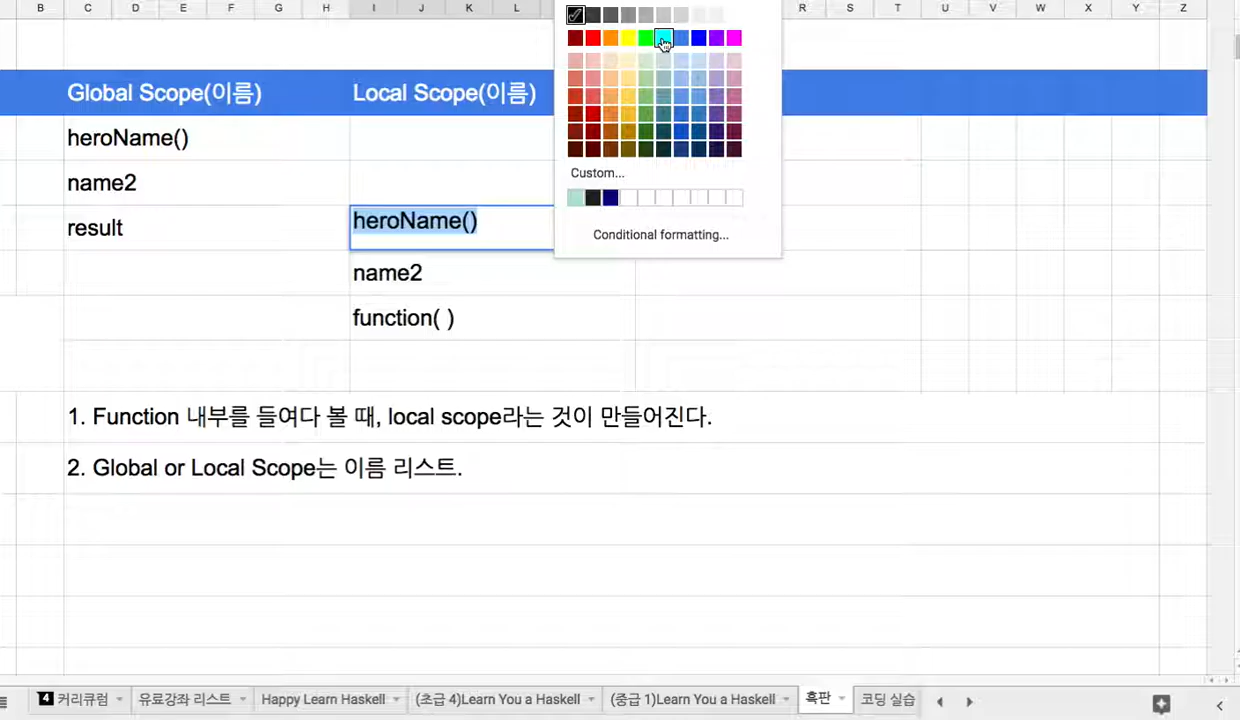 B C D E F G H I J K L R S T U V W X Y Z
Global Scope(이름) Local Scope(이름)
heroName()
name2
result heroName()
name2
function( )
Custom...
Conditional formatting...
1. Function 내부를 들여다 볼 때, local scope라는 것이 만들어진다.
2. Global or Local Scope는 이름 리스트.
4 커리큘럼 유료강좌 리스트 Happy Learn Haskell (초급 4)Learn You a Haskell (중급 1)Learn You a Haskell 흑판 코딩 실습